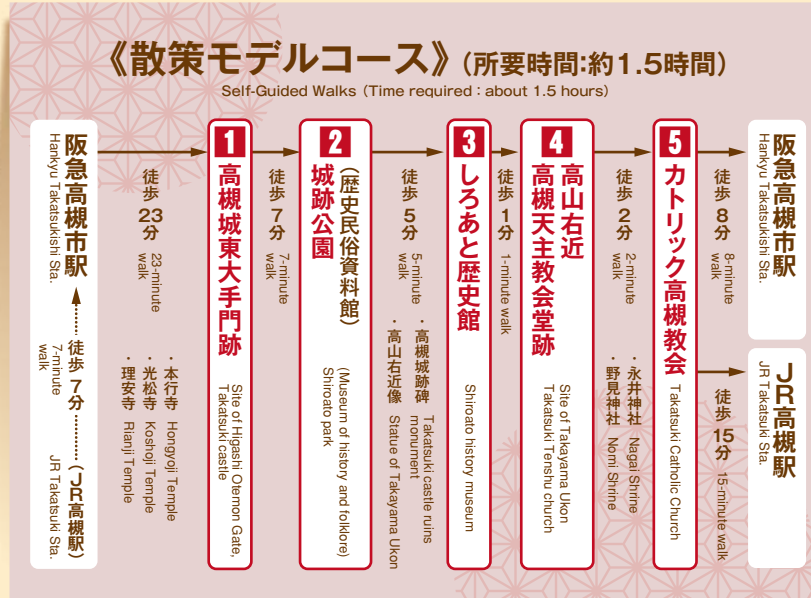 《散策モデルコース》(所要時間:約1.5時間)
Self-Guided Walks (Time required : about 1.5 hours)
阪急高槻市駅
Hankyu Takatsukishi Sta.
徒歩 7分
7-minute
walk
(JR高槻駅)
JR Takatsuki Sta.
徒歩 23分
23-minute
walk
・本行寺 Hongyoji Temple
・光松寺 Koshoji Temple
・理安寺 Rianji Temple
1
高槻城東大手門跡
Site of Higashi Otemon Gate,
Takatsuki castle
徒歩 7分
7-minute
walk
2
(歴史民俗資料館)
城跡公園
(Museum of history and folklore)
Shiroato park
徒歩 5分
5-minute
walk
・高槻城跡碑 Takatsuki castle ruins
monument
・高山右近像 Statue of Takayama Ukon
3
しろあと歴史館
Shiroato history museum
徒歩 1分
1-minute walk
4
高山右近
高槻天主教会堂跡
Site of Takayama Ukon
Takatsuki Tenshu church
徒歩 2分
2-minute
walk
・永井神社 Nagai Shrine
・野見神社 Nomi Shrine
5
カトリック高槻教会
Takatsuki Catholic Church
徒歩 8分
8-minute
walk
阪急高槻市駅
Hankyu Takatsukishi Sta.
徒歩 15分
15-minute walk
JR高槻駅
JR Takatsuki Sta.